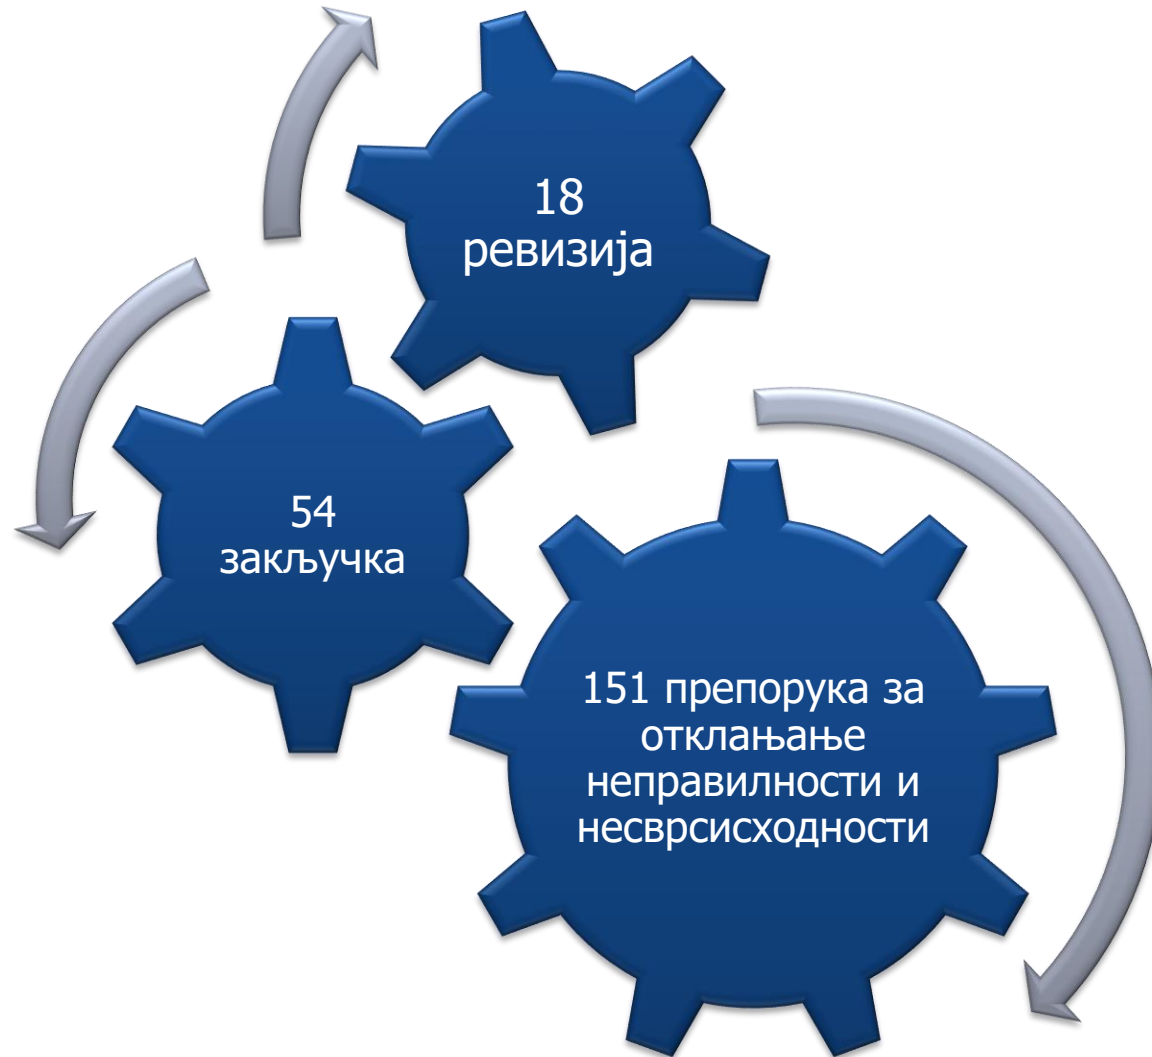 18
ревизија
54
закључка
151 препорука за
отклањање
неправилности и
несврсисходности